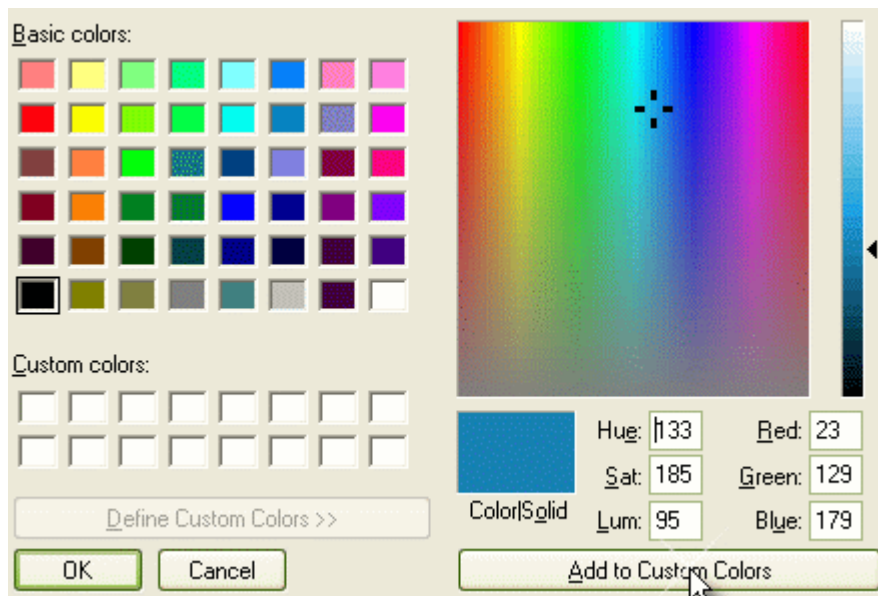 Basic colors:
Custom colors:
Define Custom Colors >>
OK Cancel
Hue: 133 Red: 23
Sat: 185 Green: 129
Color|Solid Lum: 95 Blue: 179
Add to Custom Colors